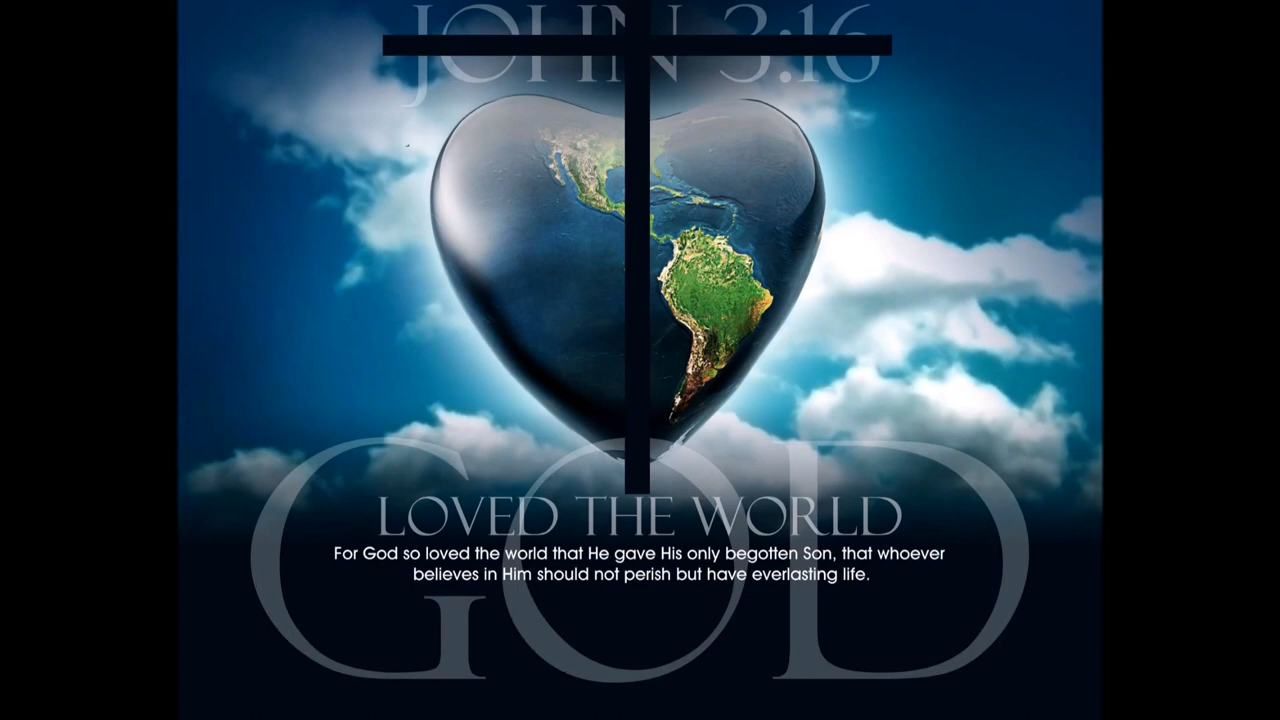 JOHN 3:16
GOD
LOVED THE WORLD
For God so loved the world that He gave His only begotten Son, that whoever
believes in Him should not perish but have everlasting life.